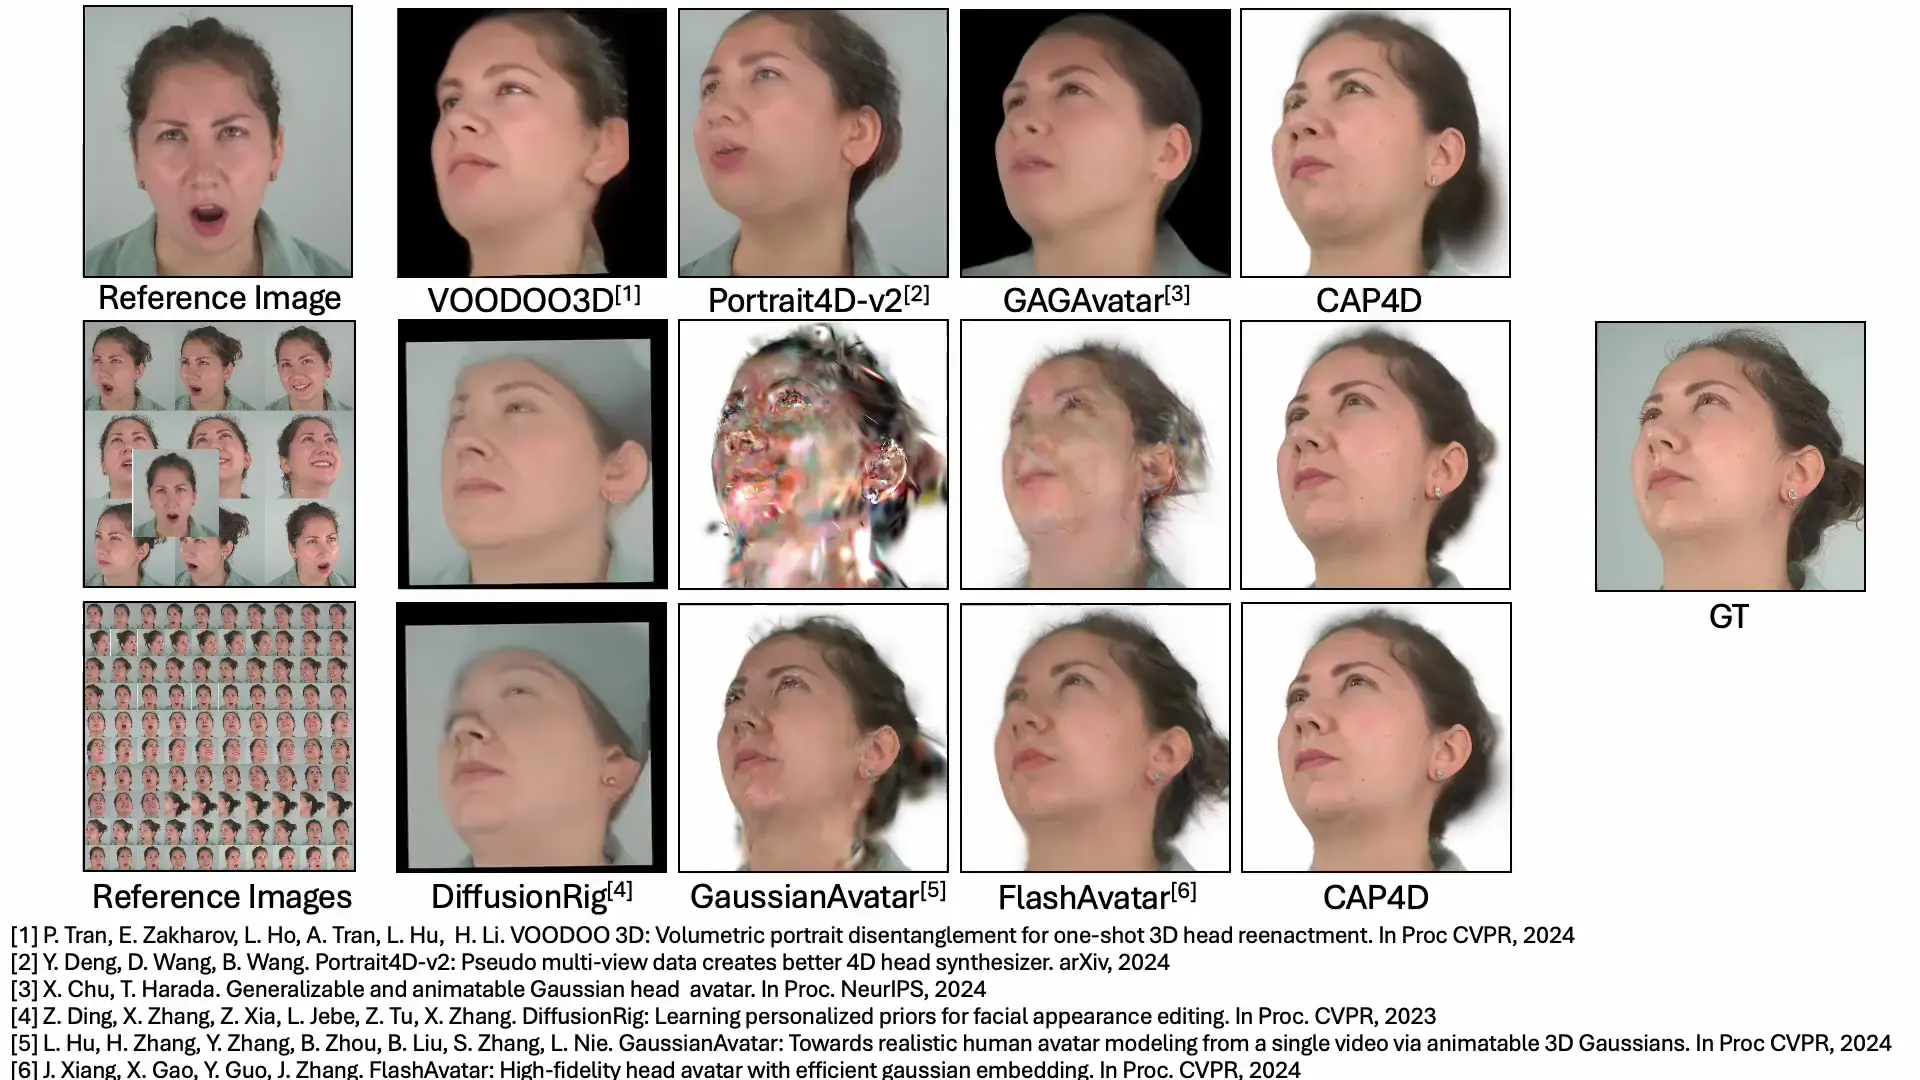 Reference Image
VOODOO3D[1]
Portrait4D-v2[2]
GAGAvatar[3]
CAP4D
GT
Reference Images
DiffusionRig[4]
GaussianAvatar[5]
FlashAvatar[6]
CAP4D
[1] P. Tran, E. Zakharov, L. Ho, A. Tran, L. Hu, H. Li. VOODOO 3D: Volumetric portrait disentanglement for one-shot 3D head reenactment. In Proc CVPR, 2024
[2] Y. Deng, D. Wang, B. Wang. Portrait4D-v2: Pseudo multi-view data creates better 4D head synthesizer. arXiv, 2024
[3] X. Chu, T. Harada. Generalizable and animatable Gaussian head avatar. In Proc. NeurIPS, 2024
[4] Z. Ding, X. Zhang, Z. Xia, L. Jebe, Z. Tu, X. Zhang. DiffusionRig: Learning personalized priors for facial appearance editing. In Proc. CVPR, 2023
[5] L. Hu, H. Zhang, Y. Zhang, B. Zhou, B. Liu, S. Zhang, L. Nie. GaussianAvatar: Towards realistic human avatar modeling from a single video via animatable 3D Gaussians. In Proc CVPR, 2024
[6] J. Xiang, X. Gao, Y. Guo, J. Zhang. FlashAvatar: High-fidelity head avatar with efficient gaussian embedding. In Proc. CVPR, 2024